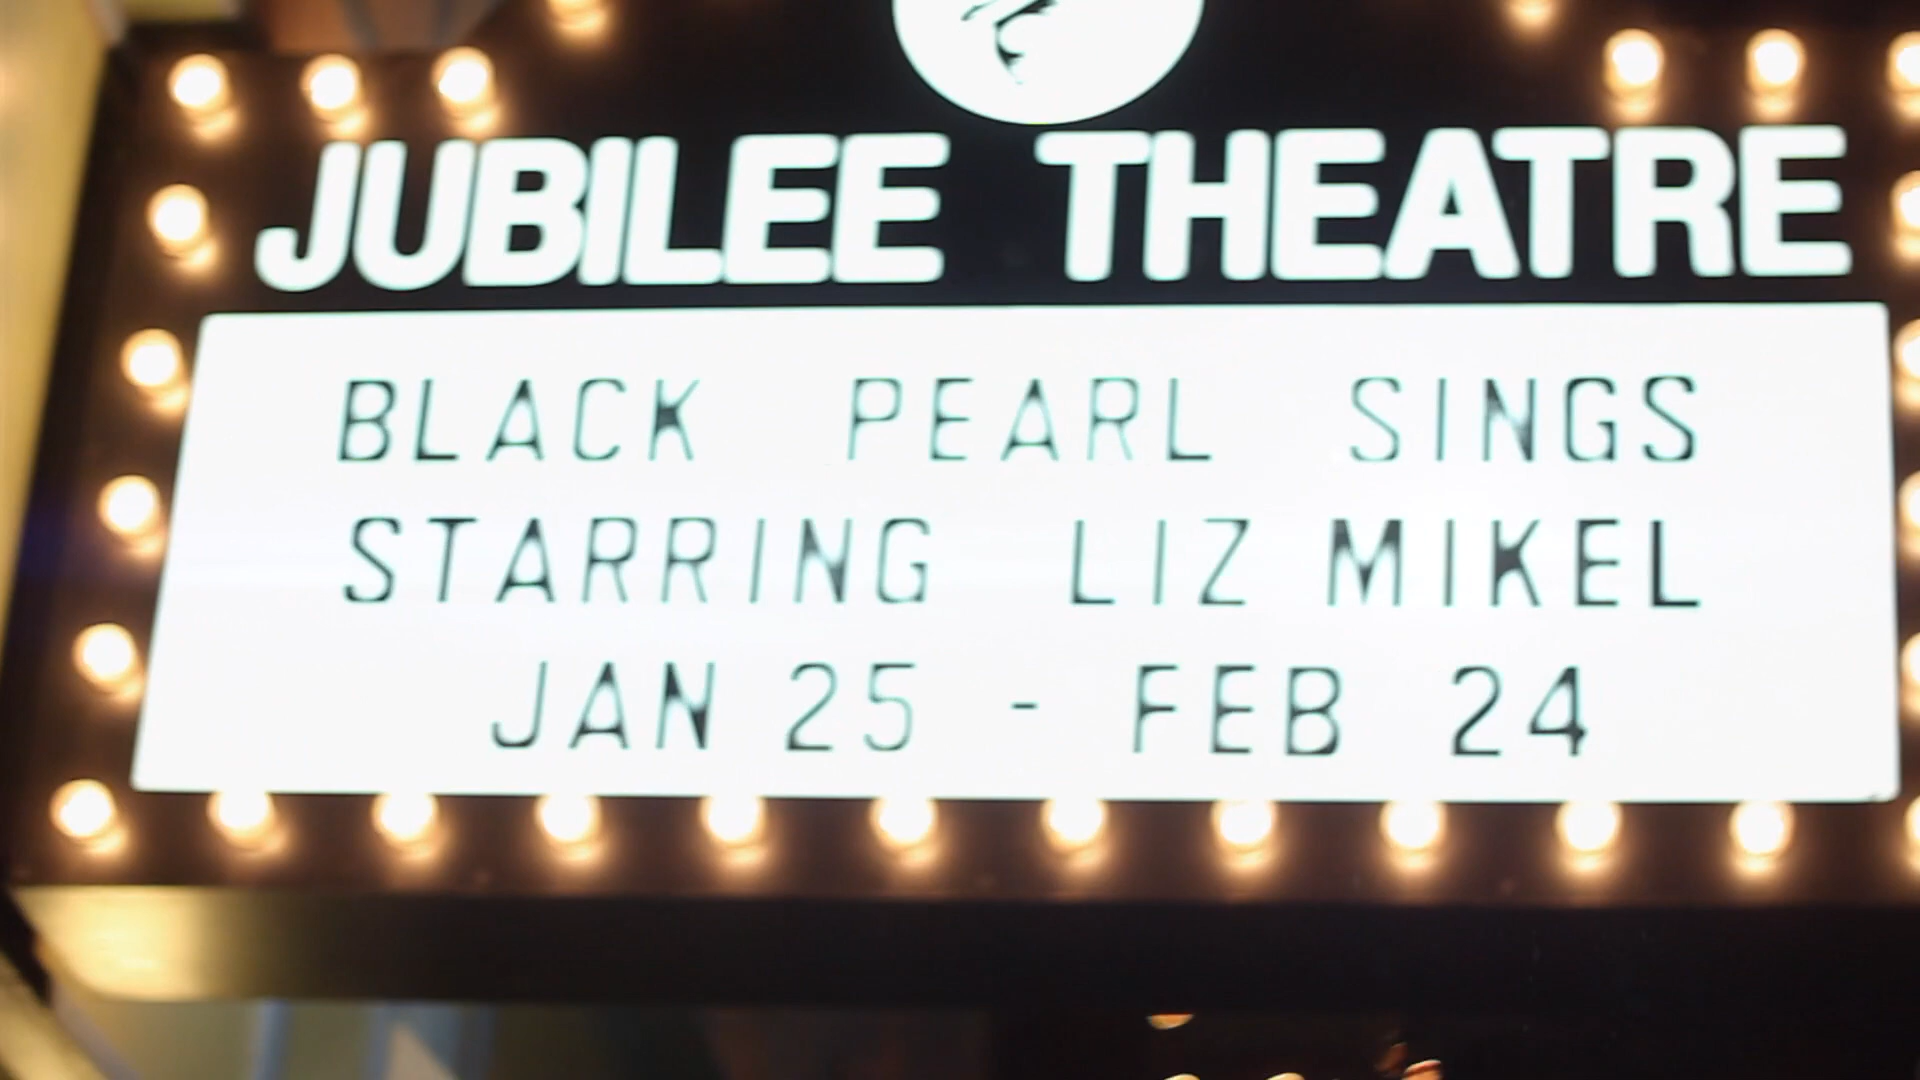 JUBILEE THEATRE
BLACK PEARL SINGS
STARRING LIZ MIKEL
JAN 25 - FEB 24